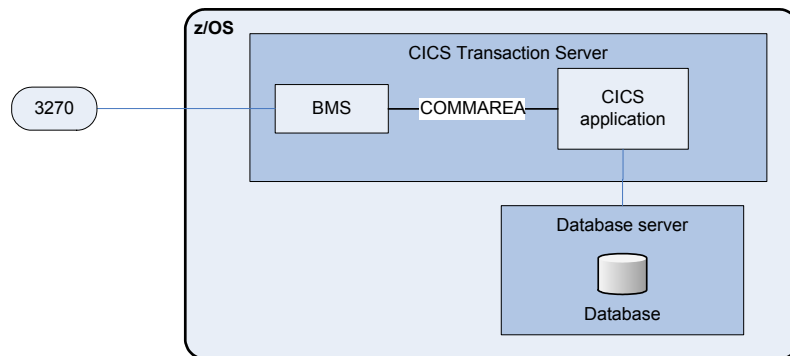 z/OS
CICS Transaction Server
3270
BMS
COMMAREA
CICS
application
Database server
Database